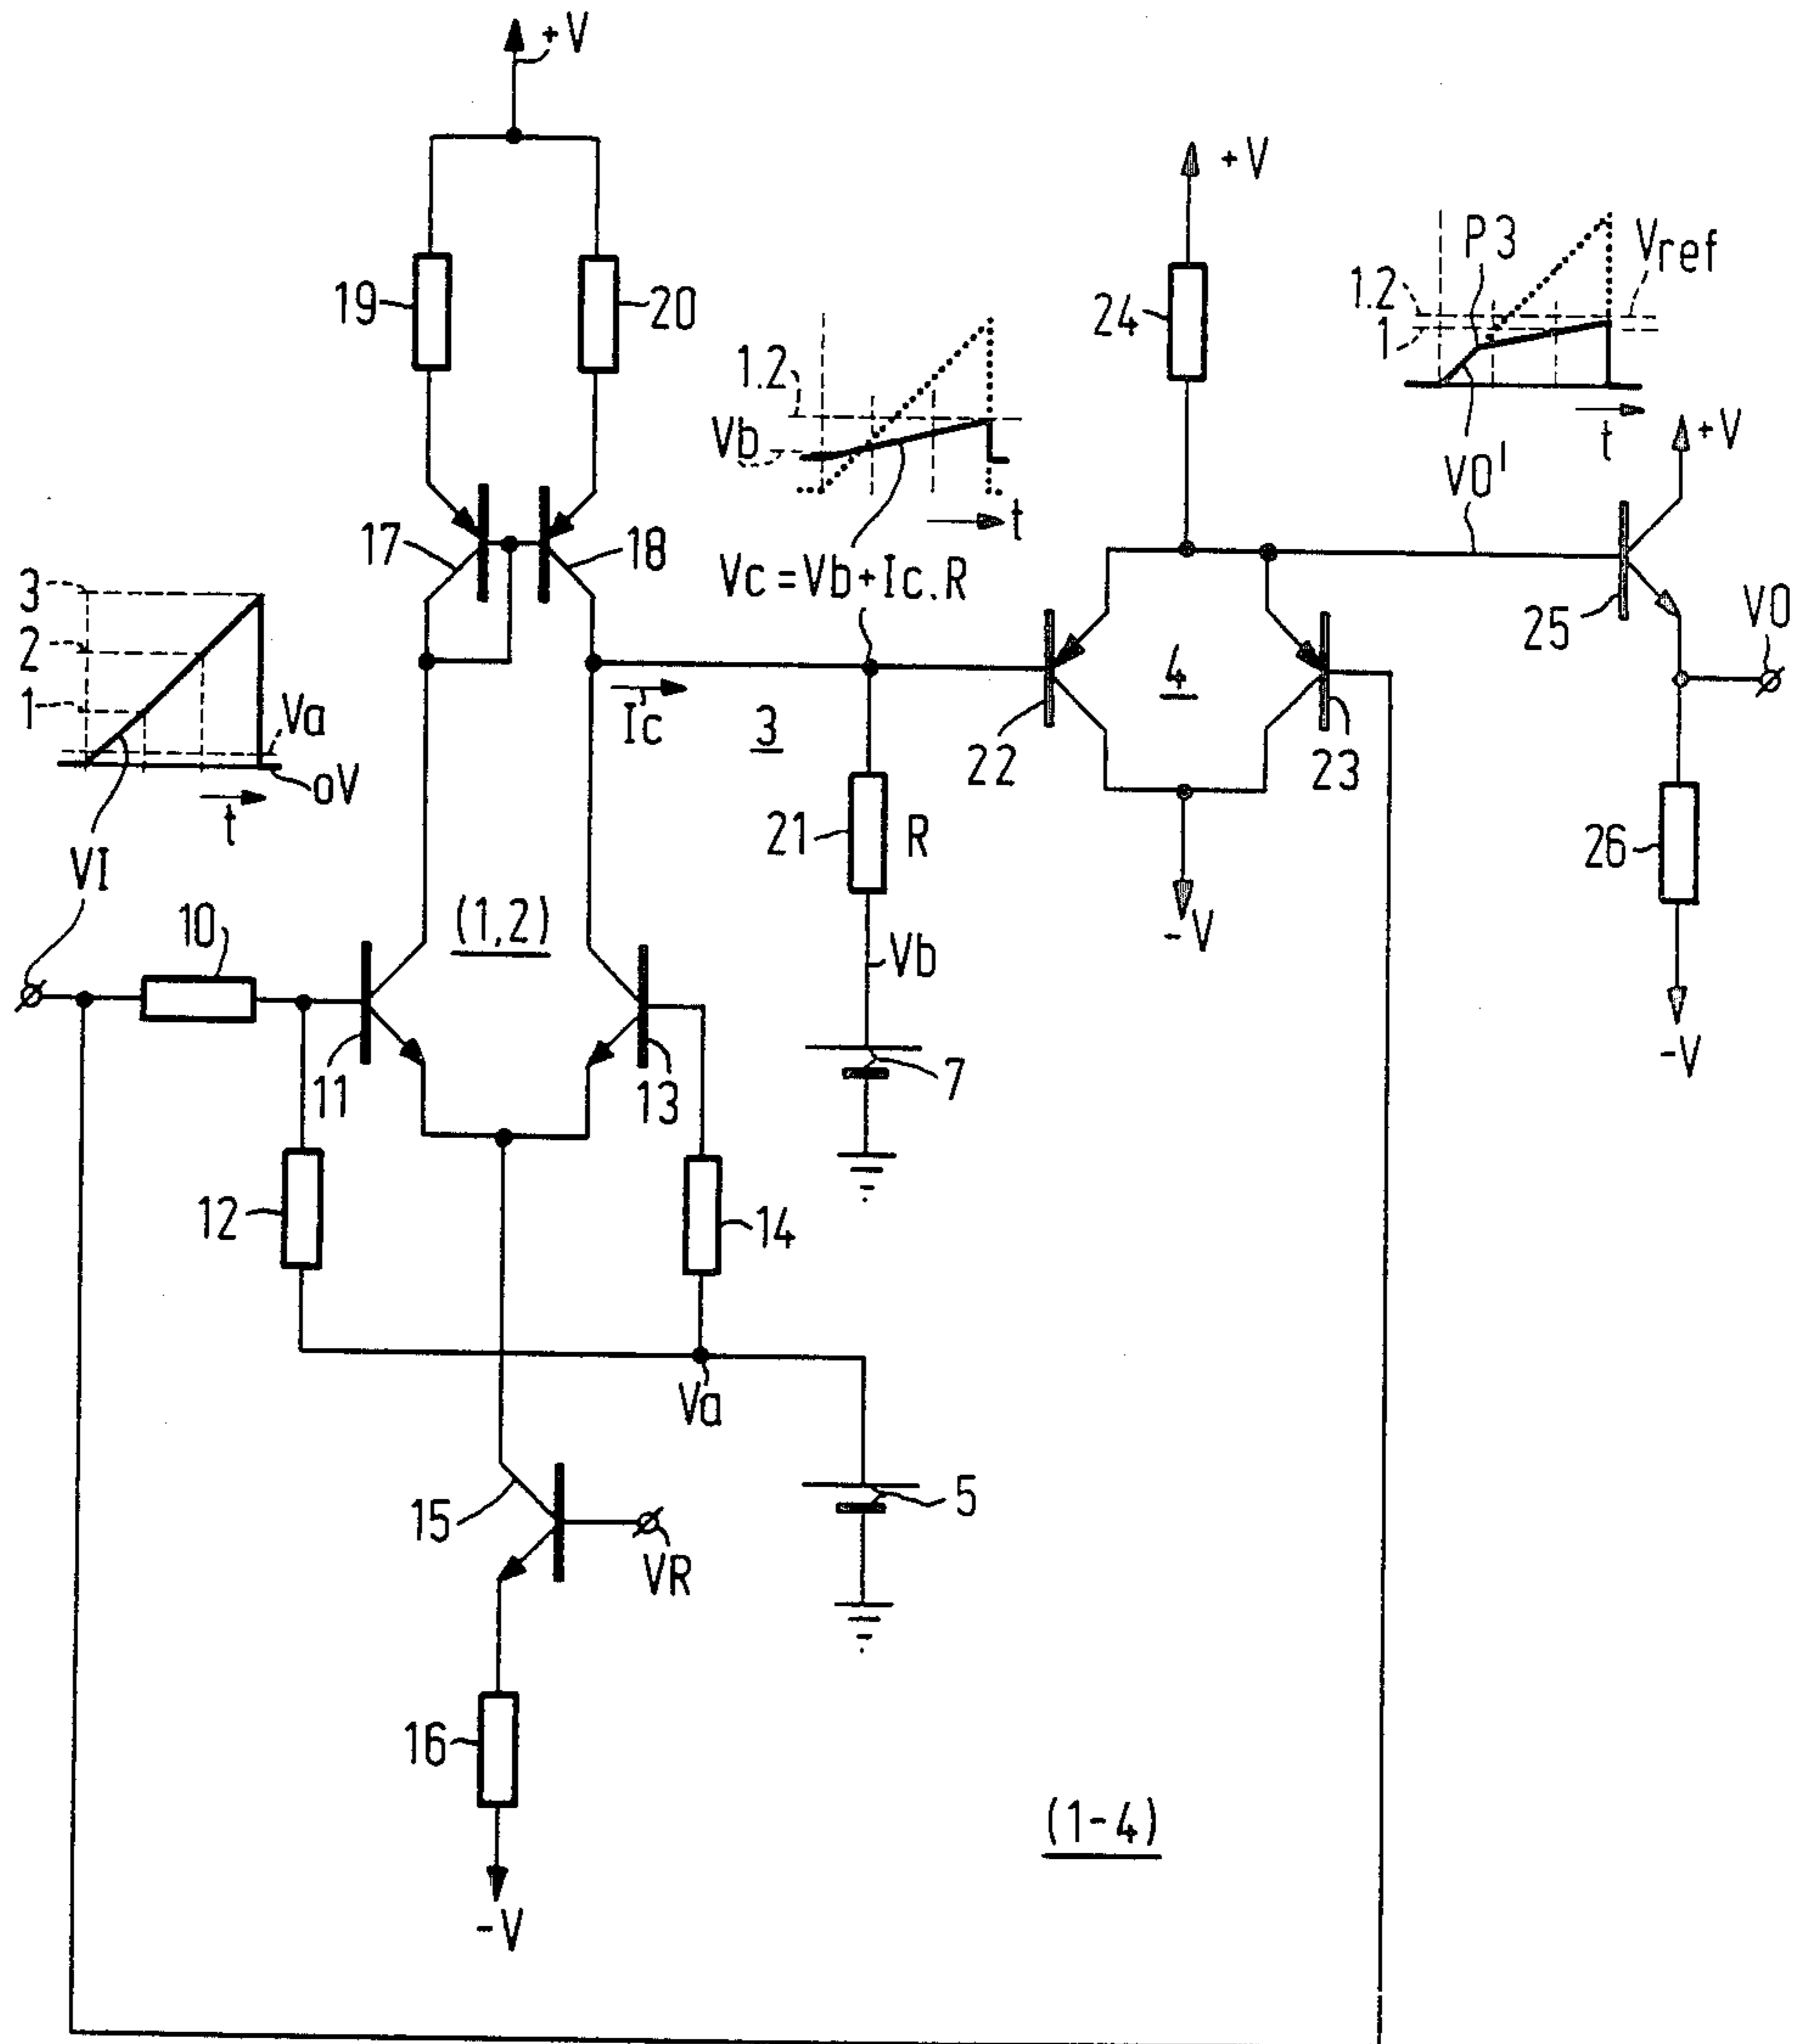 +V
+V
P3
Vref
1.2
1
t
19
20
24
1.2
Vb
t
+V
V0'
17
18
Vc=Vb+Ic.R
25
V0
3
2
1
Va
oV
t
Ic
3
4
22
23
21
R
26
VI
10
(1,2)
Vb
-V
-V
11
13
7
12
14
Va
15
VR
5
16
(1-4)
-V